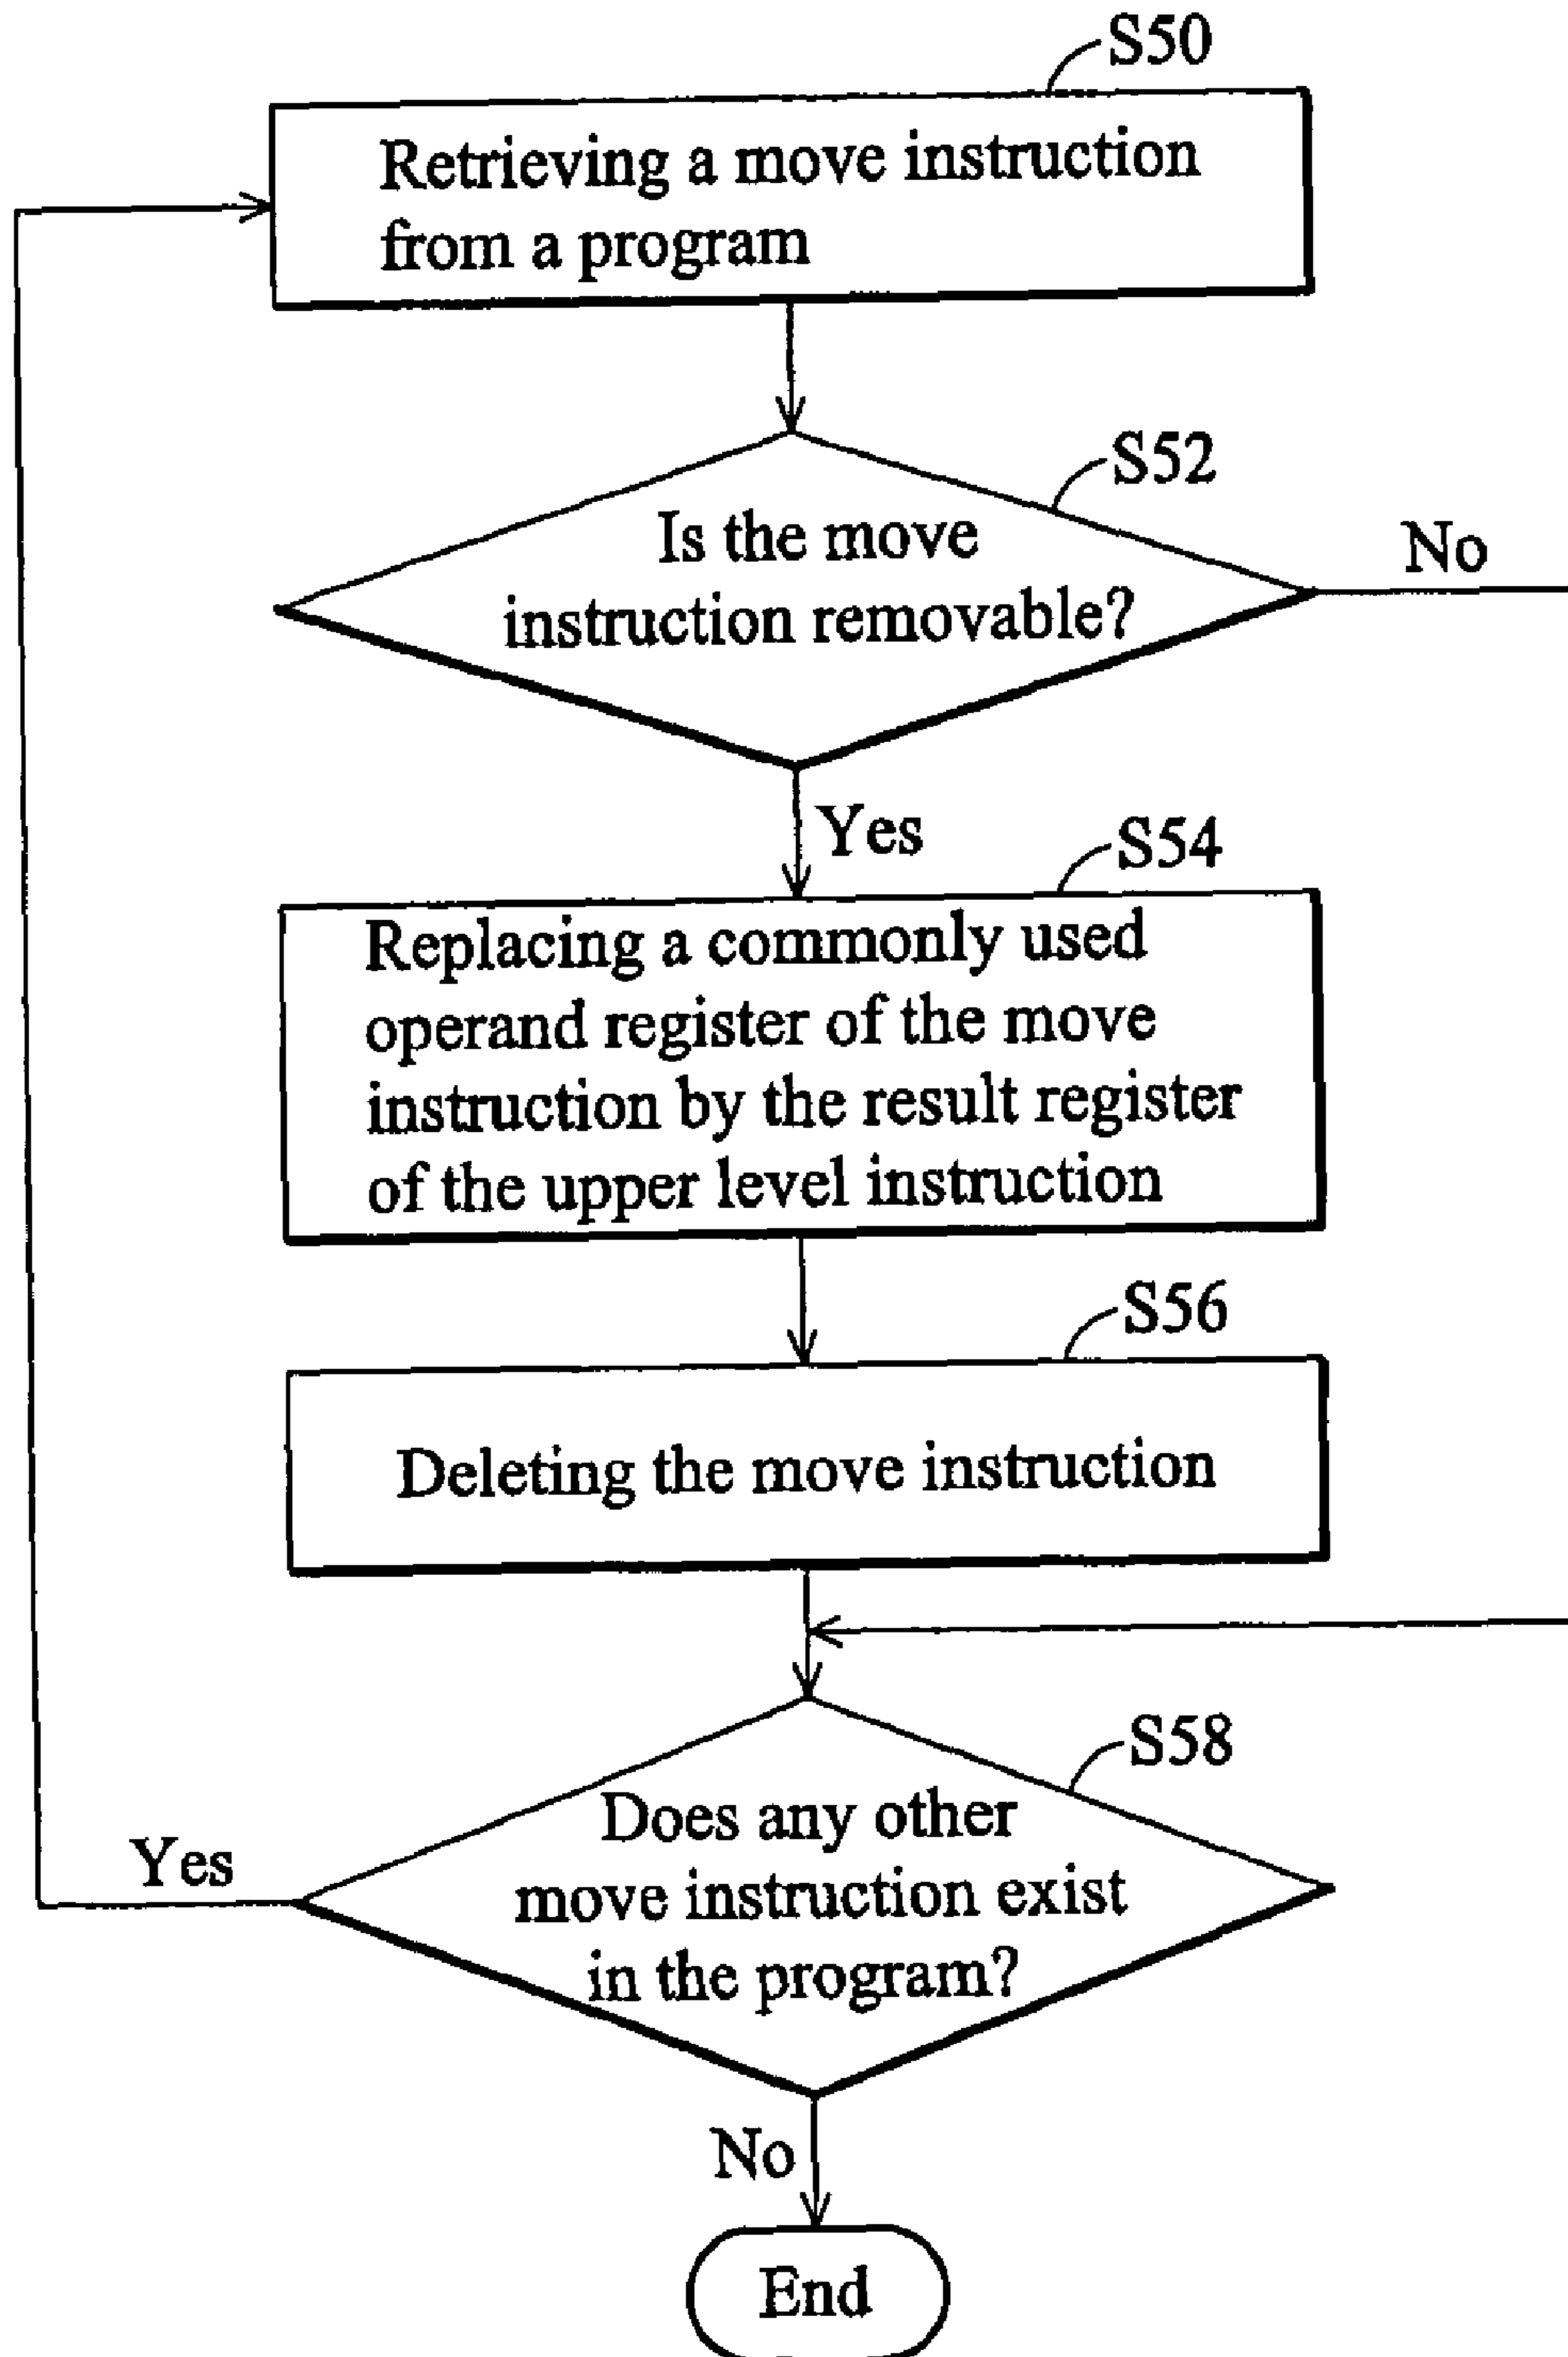 S50
Retrieving a move instruction
from a program
S52
Is the move
instruction removable?
No
Yes
S54
Replacing a commonly used
operand register of the move
instruction by the result register
of the upper level instruction
S56
Deleting the move instruction
S58
Does any other
move instruction exist
in the program?
Yes
No
End